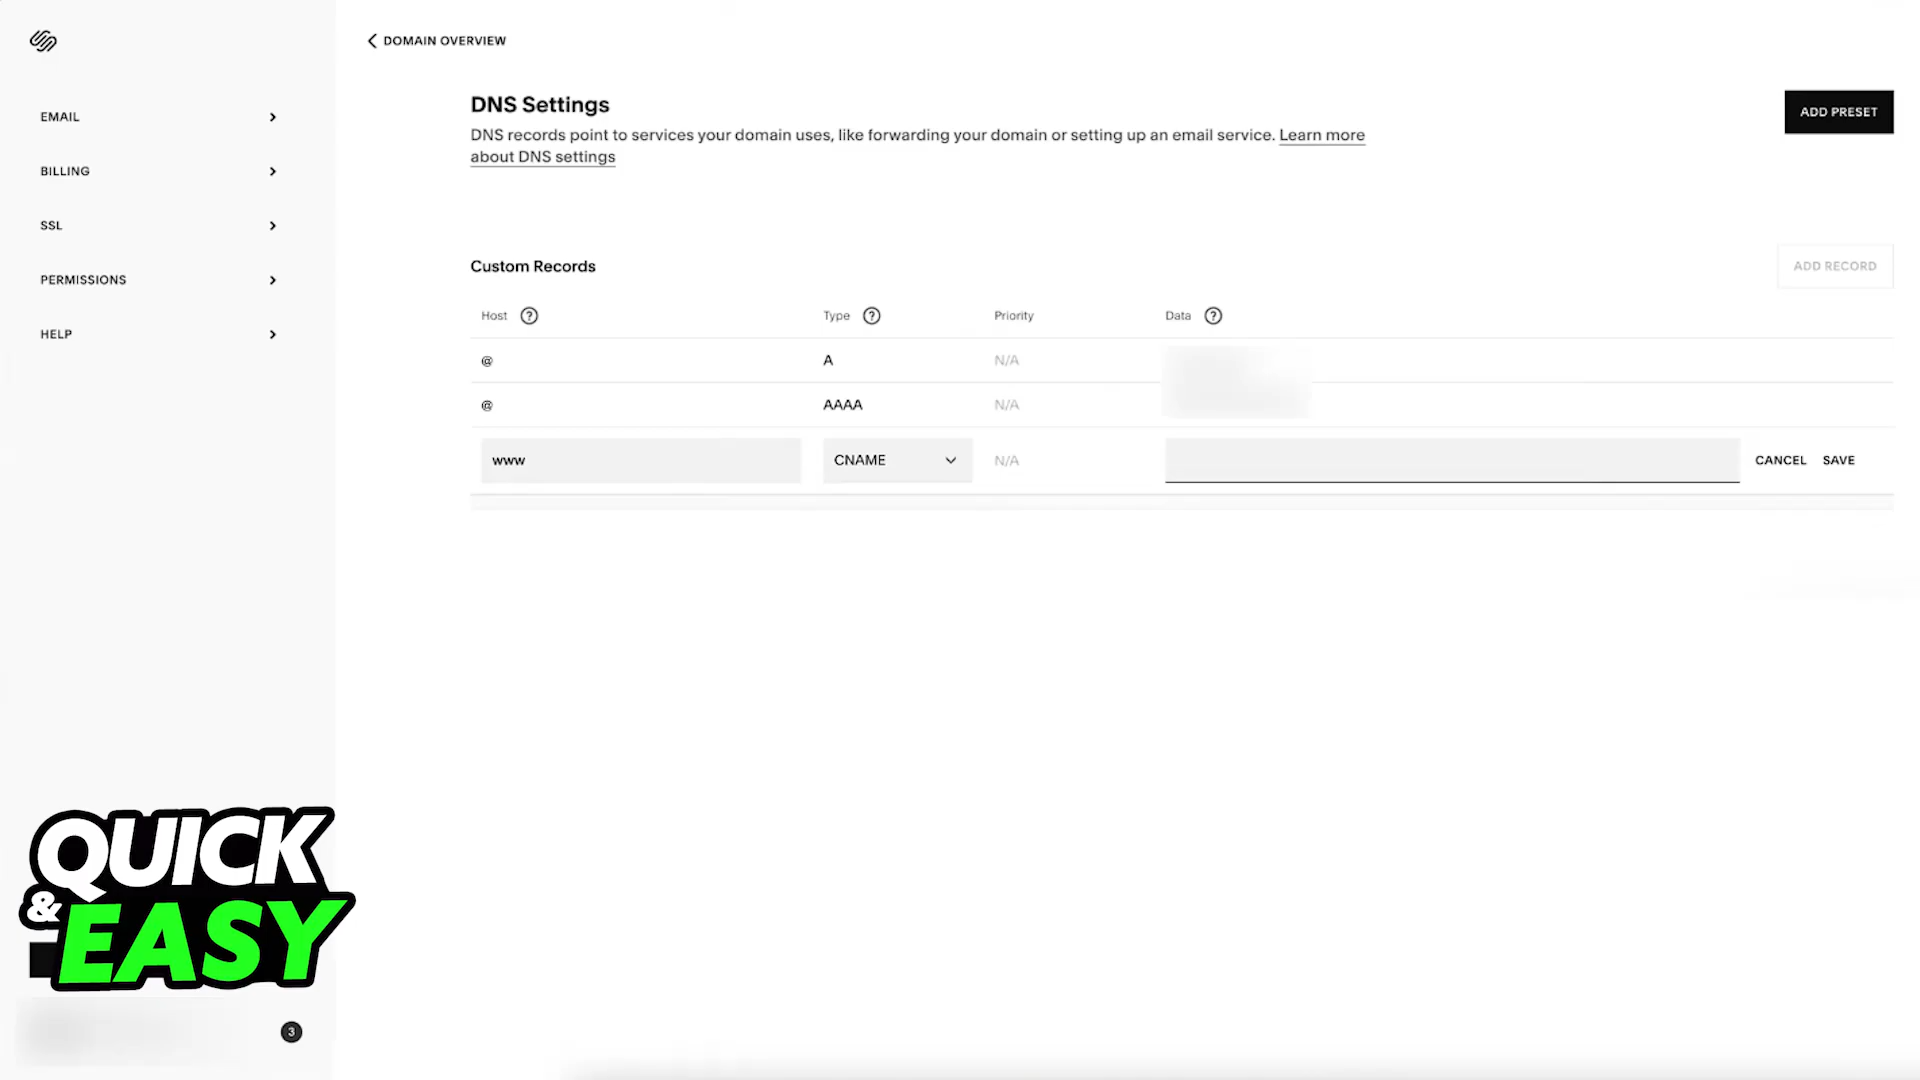 DOMAIN OVERVIEW
EMAIL
BILLING
SSL
PERMISSIONS
HELP
DNS Settings
DNS records point to services your domain uses, like forwarding your domain or setting up an email service. Learn more
about DNS settings
ADD PRESET
Custom Records
ADD RECORD
Host ? Type ? Priority Data ?
@ A N/A
@ AAAA N/A
www CNAME N/A CANCEL SAVE
QUICK
& EASY
3